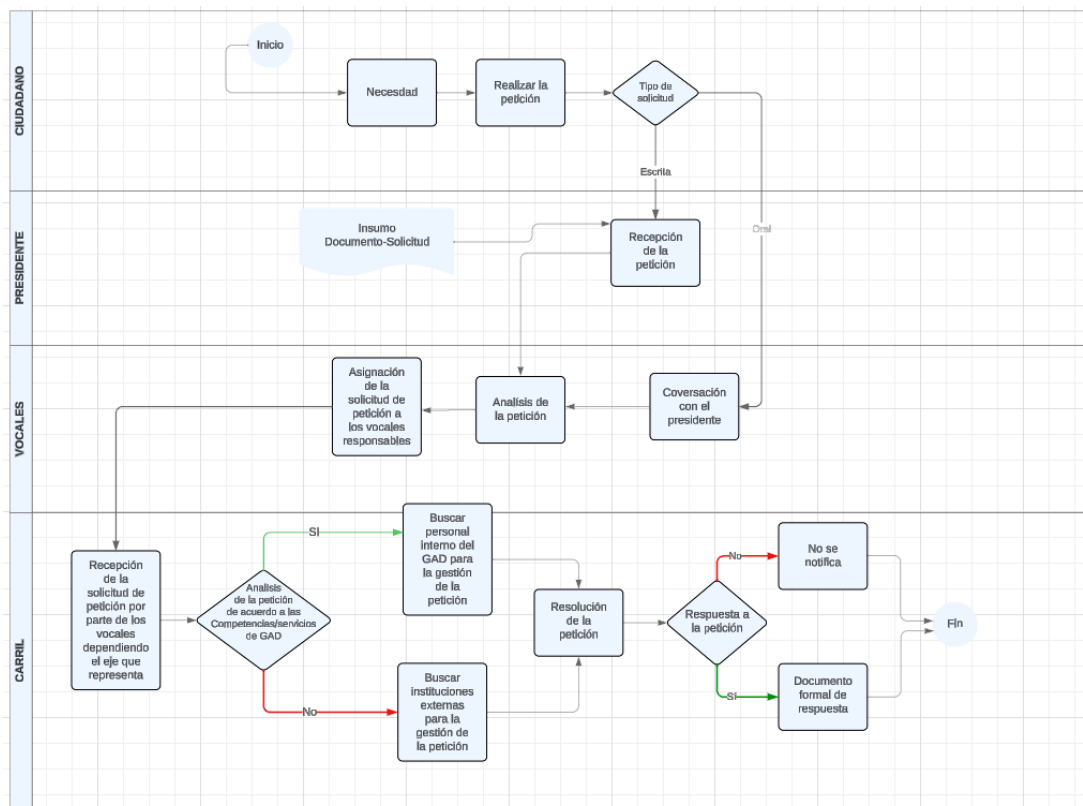 CIUDADANO
Inicio
Necesdad
Realizar la
petición
Tipo de
solicitud
Escrila
Oral
PRESIDENTE
Insumo
Documento-Solicitud
Recepción
de la
petición
VOCALES
Asignación
de la
solicitud de
petición a
los vocales
responsables
Analísis de
la petición
Coversación
con el
presidente
CARRIL
Recepción
de la
solicitud de
petición por
parte de los
vocales
dependiendo
el eje que
representa
Analisis
de la petición
de acuerdo a las
Competencias/servicios
de GAD
SI
No
Buscar
personal
interno del
GAD para
la gestión
de la
petición
Buscar
instituciones
externas
para la
gestión de
la petición
Resolución
de la
petición
Respuesta a
la petición
No
Sí
No se
notifica
Documento
formal de
respuesta
Fin